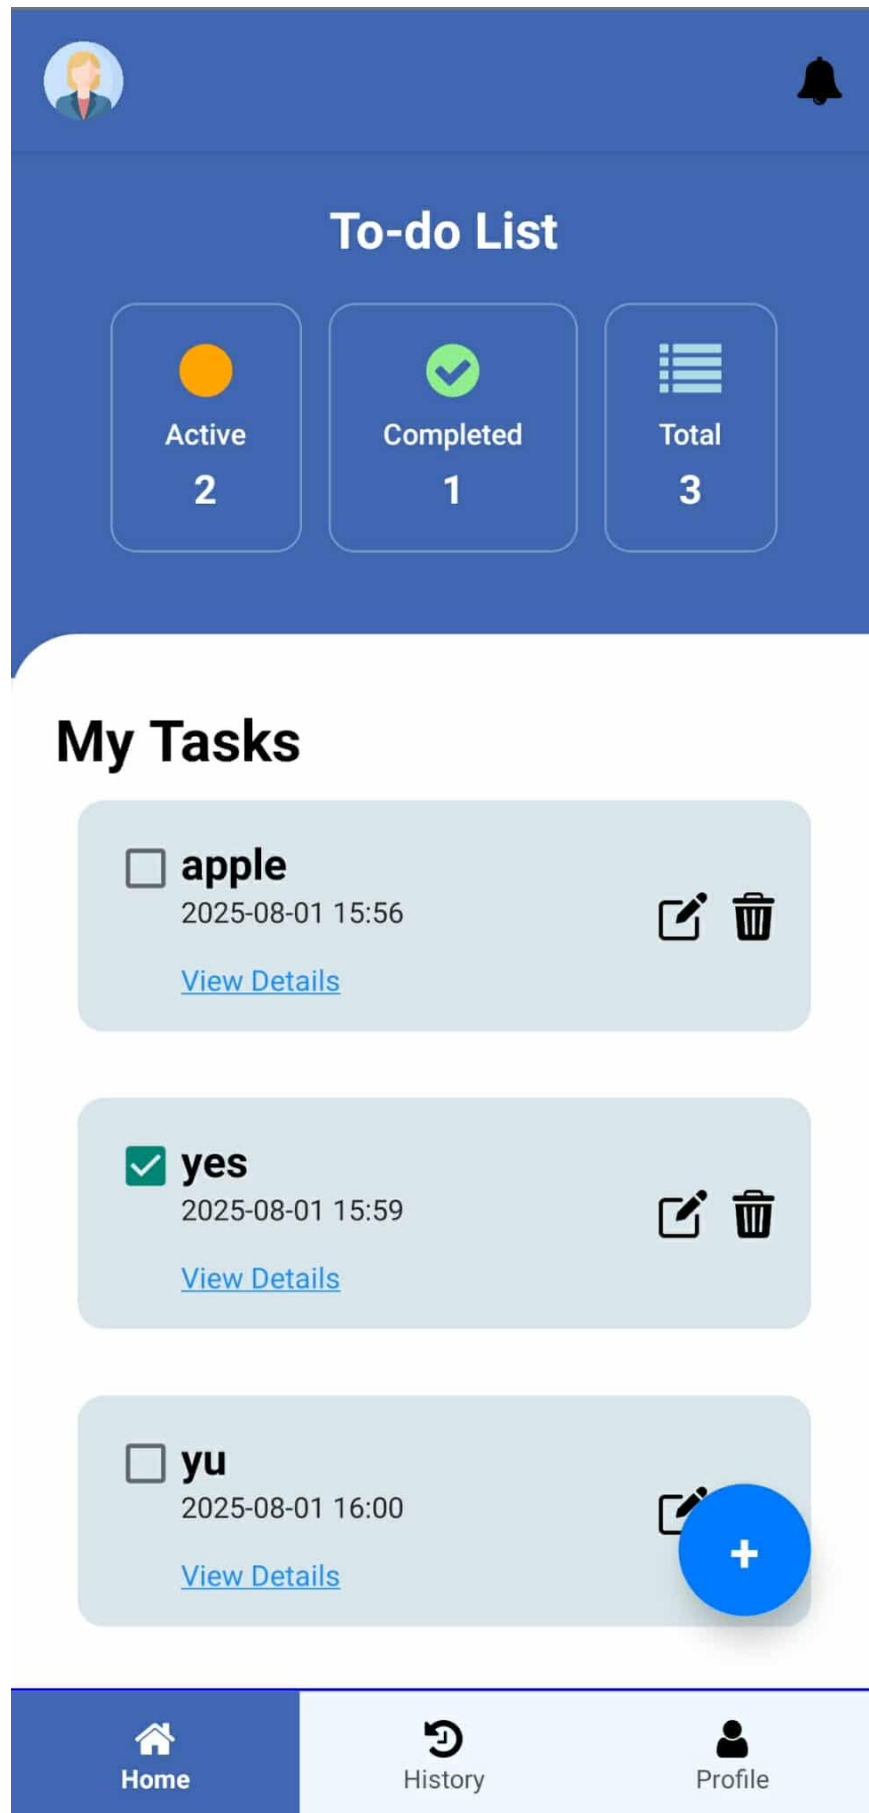 To-do List
Active
2
Completed
1
Total
3
My Tasks
apple
2025-08-01 15:56
View Details
yes
2025-08-01 15:59
View Details
yu
2025-08-01 16:00
View Details
+
Home
History
Profile